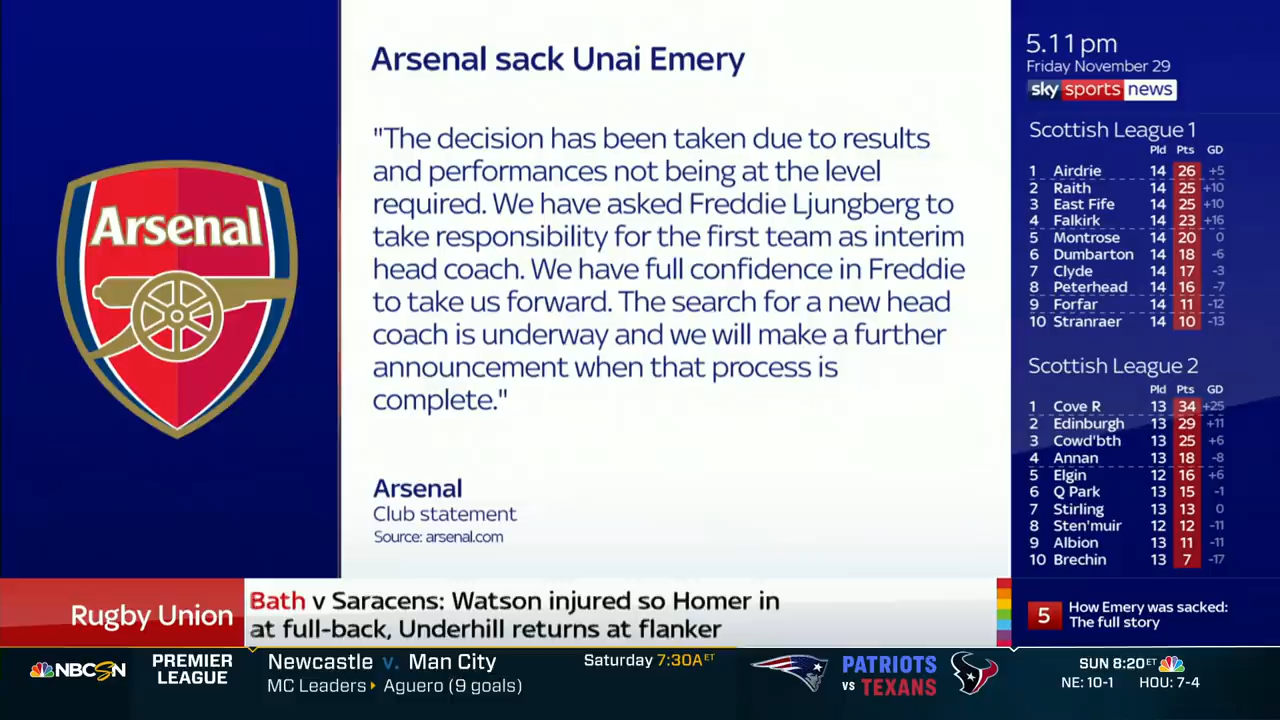 Arsenal sack Unai Emery
Arsenal
"The decision has been taken due to results
and performances not being at the level
required. We have asked Freddie Ljungberg to
take responsibility for the first team as interim
head coach. We have full confidence in Freddie
to take us forward. The search for a new head
coach is underway and we will make a further
announcement when that process is
complete."
Arsenal
Club statement
Source: arsenal.com
5.11pm
Friday November 29
sky sports news
Scottish League 1
Pld Pts GD
1 Airdrie 14 26 +5
2 Raith 14 25 +10
3 East Fife 14 25 +10
4 Falkirk 14 23 +16
5 Montrose 14 20 0
6 Dumbarton 14 18 -6
7 Clyde 14 17 -3
8 Peterhead 14 16 -7
9 Forfar 14 11 -12
10 Stranraer 14 10 -13
Scottish League 2
Pld Pts GD
1 Cove R 13 34 +25
2 Edinburgh 13 29 +11
3 Cowd'bth 13 25 +6
4 Annan 13 18 -8
5 Elgin 12 16 +6
6 Q Park 13 15 -1
7 Stirling 13 13 0
8 Sten'muir 12 12 -11
9 Albion 13 11 -11
10 Brechin 13 7 -17
Rugby Union
Bath v Saracens: Watson injured so Homer in
at full-back, Underhill returns at flanker
5 How Emery was sacked:
The full story
NBCSN
PREMIER
LEAGUE
Newcastle v. Man City
MC Leaders Aguero (9 goals)
Saturday 7:30A ET
PATRIOTS
vs TEXANS
SUN 8:20 ET
NE: 10-1 HOU: 7-4